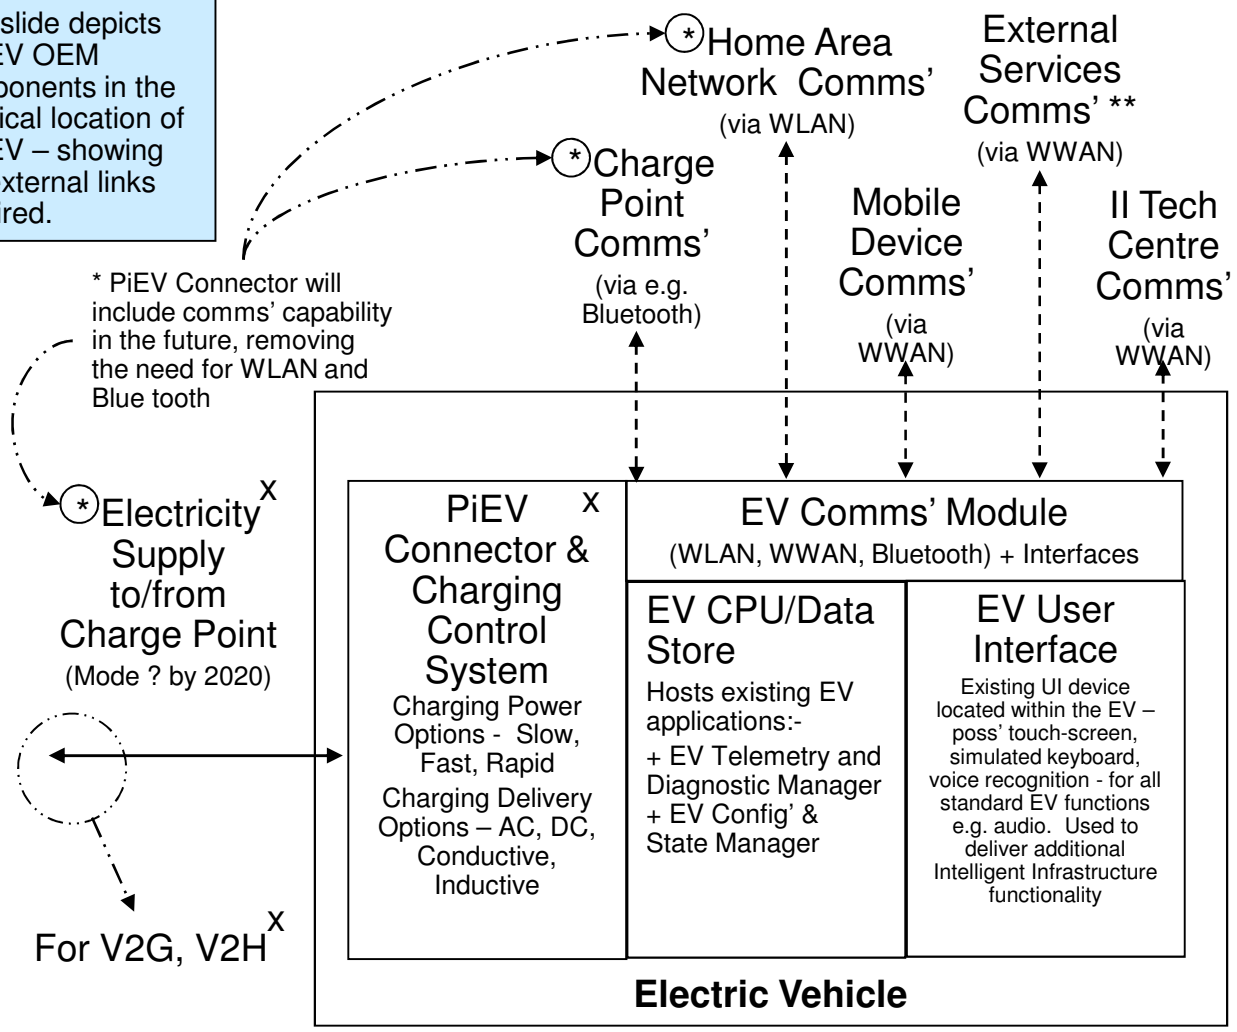 slide depicts
EV OEM
ponents in the
ical location of
EV – showing
external links
ired.
* Home Area
Network Comms’
(via WLAN)
External
Services
Comms’ **
(via WWAN)
* Charge
Point
Comms’
(via e.g.
Bluetooth)
Mobile
Device
Comms’
(via
WWAN)
II Tech
Centre
Comms’
(via
WWAN)
* PiEV Connector will
include comms’ capability
in the future, removing
the need for WLAN and
Blue tooth
* Electricity X
Supply
to/from
Charge Point
(Mode ? by 2020)
For V2G, V2H X
PiEV X
Connector &
Charging
Control
System
Charging Power
Options - Slow,
Fast, Rapid
Charging Delivery
Options – AC, DC,
Conductive,
Inductive
EV Comms’ Module
(WLAN, WWAN, Bluetooth) + Interfaces
EV CPU/Data
Store
Hosts existing EV
applications:-
+ EV Telemetry and
Diagnostic Manager
+ EV Config’ &
State Manager
EV User
Interface
Existing UI device
located within the EV –
poss’ touch-screen,
simulated keyboard,
voice recognition - for all
standard EV functions
e.g. audio. Used to
deliver additional
Intelligent Infrastructure
functionality
Electric Vehicle